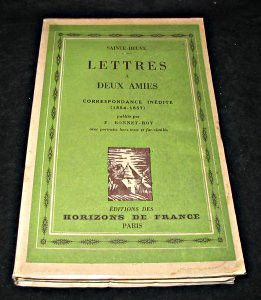 SAINTE-BEUVE
LETTRES
A
DEUX AMIES
CORRESPONDANCE INÉDITE
(1854-1857)
publiée par
F. BONNET-ROY
avec portraits hors texte et fac-similés
ÉDITIONS DES
HORIZONS DE FRANCE
PARIS